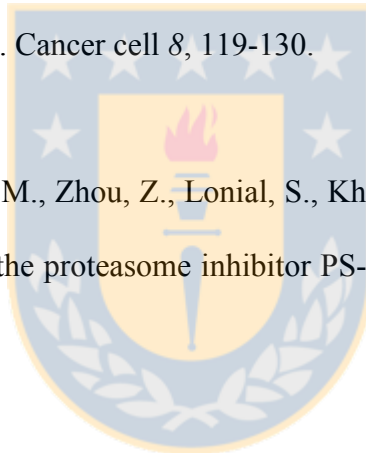 . Cancer cell 8, 119-130.
M., Zhou, Z., Lonial, S., Kh
the proteasome inhibitor PS-